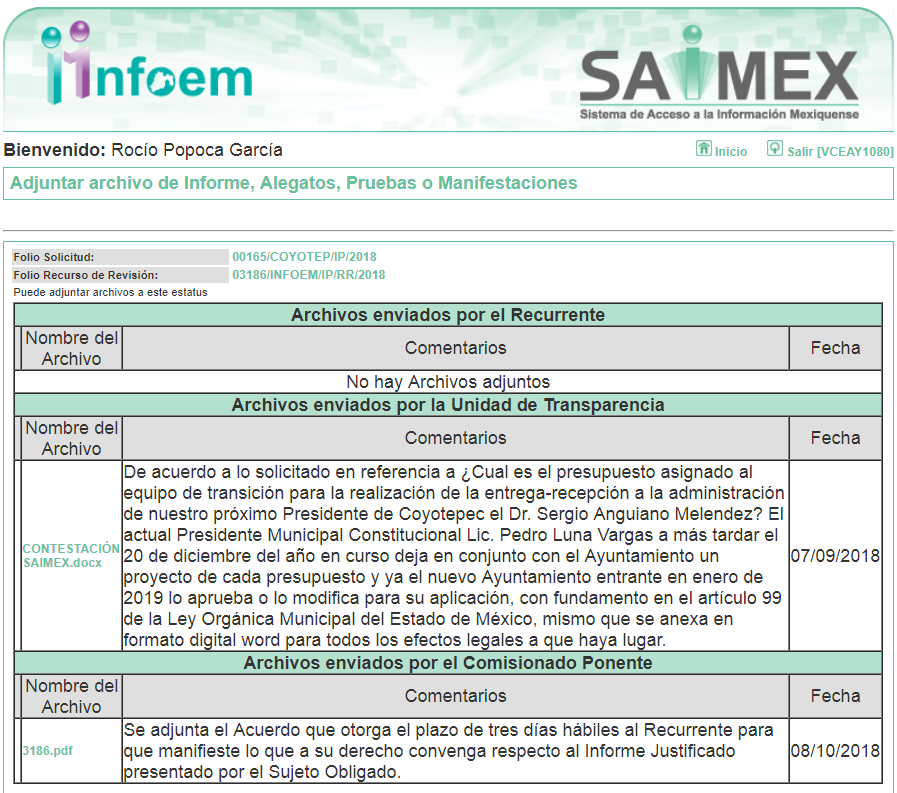 infoem
SAIMEX
Sistema de Acceso a la Información Mexiquense
Bienvenido: Rocío Popoca García
Inicio
Salir [VCEAY1080]
Adjuntar archivo de Informe, Alegatos, Pruebas o Manifestaciones
Folio Solicitud: 00165/COYOTEP/IP/2018
Folio Recurso de Revisión: 03186/INFOEM/IP/RR/2018
Puede adjuntar archivos a este estatus
Archivos enviados por el Recurrente
Nombre del
Archivo
Comentarios
Fecha
No hay Archivos adjuntos
Archivos enviados por la Unidad de Transparencia
Nombre del
Archivo
Comentarios
Fecha
CONTESTACIÓN
SAIMEX.docx
De acuerdo a lo solicitado en referencia a ¿Cual es el presupuesto asignado al
equipo de transición para la realización de la entrega-recepción a la administración
de nuestro próximo Presidente de Coyotepec el Dr. Sergio Anguiano Melendez? El
actual Presidente Municipal Constitucional Lic. Pedro Luna Vargas a más tardar el
20 de diciembre del año en curso deja en conjunto con el Ayuntamiento un
proyecto de cada presupuesto y ya el nuevo Ayuntamiento entrante en enero de
2019 lo aprueba o lo modifica para su aplicación, con fundamento en el artículo 99
de la Ley Orgánica Municipal del Estado de México, mismo que se anexa en
formato digital word para todos los efectos legales a que haya lugar.
07/09/2018
Archivos enviados por el Comisionado Ponente
Nombre del
Archivo
Comentarios
Fecha
3186.pdf
Se adjunta el Acuerdo que otorga el plazo de tres días hábiles al Recurrente para
que manifieste lo que a su derecho convenga respecto al Informe Justificado
presentado por el Sujeto Obligado.
08/10/2018